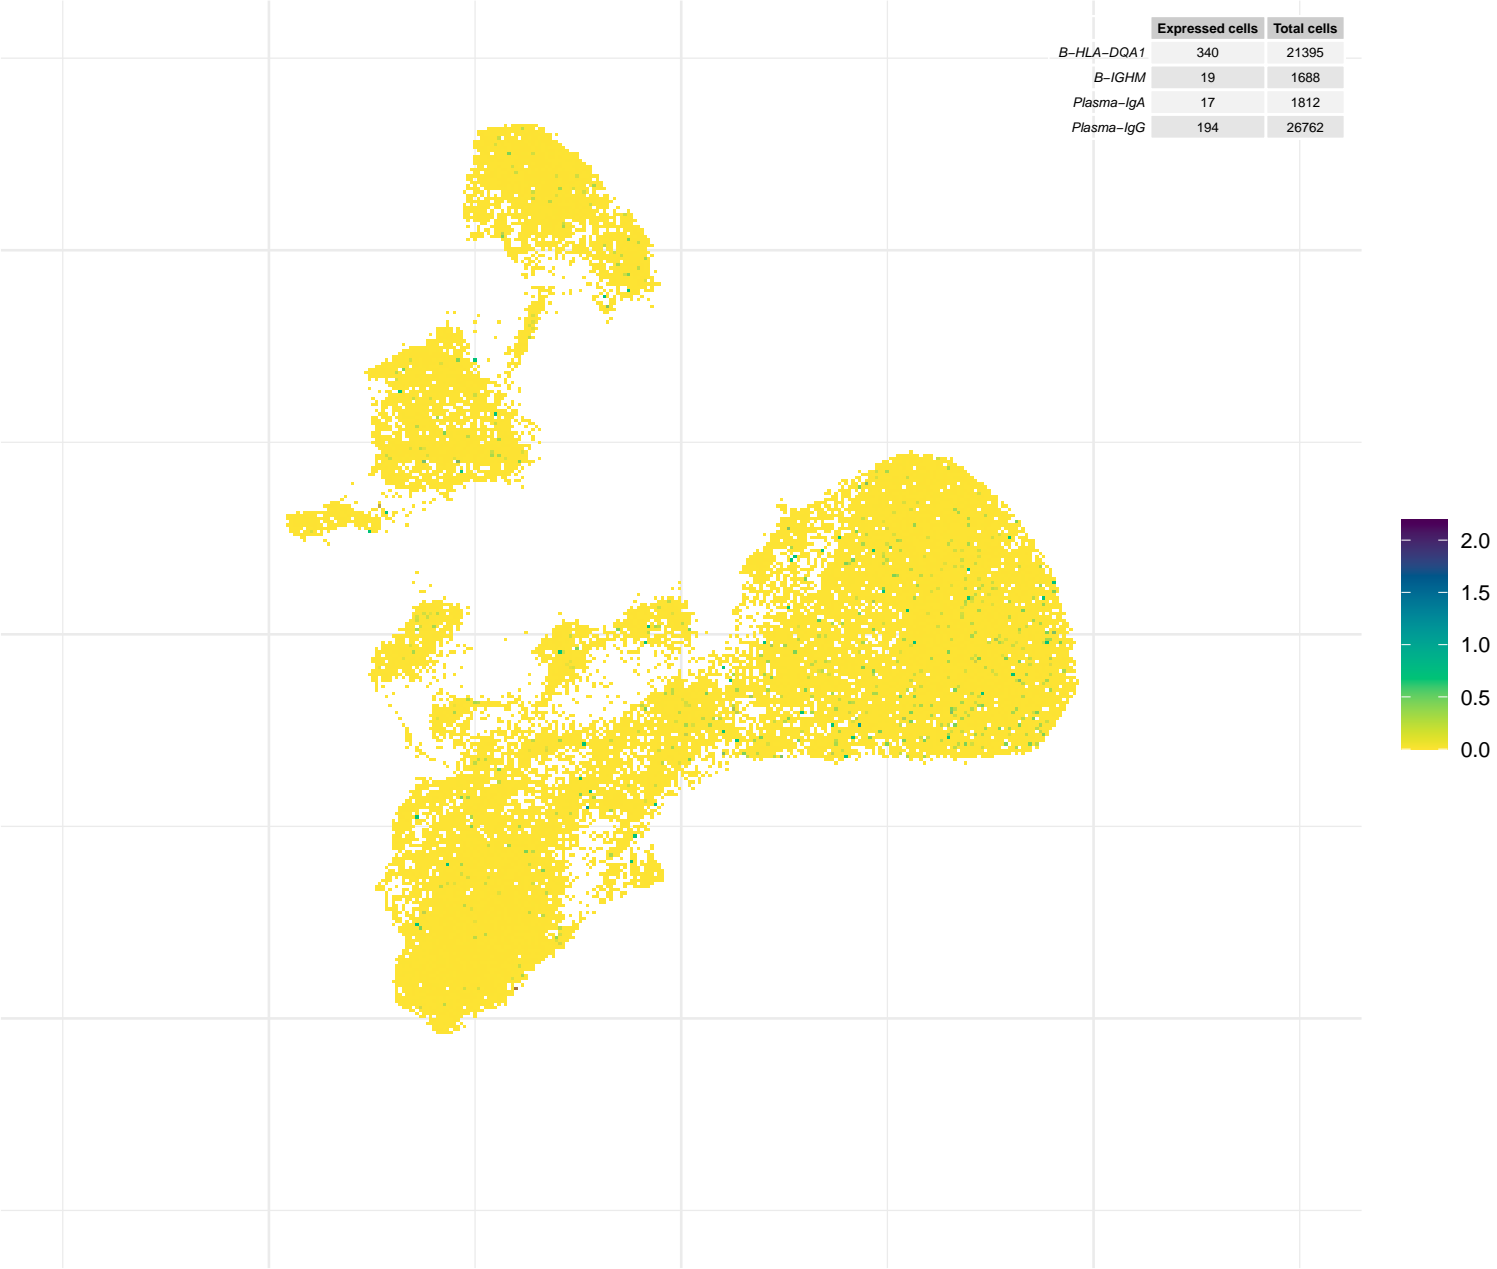 Expressed cells Total cells
B−HLA−DQA1 340 21395
B−IGHM 19 1688
Plasma−IgA 17 1812
Plasma−IgG 194 26762
2.0
1.5
1.0
0.5
0.0